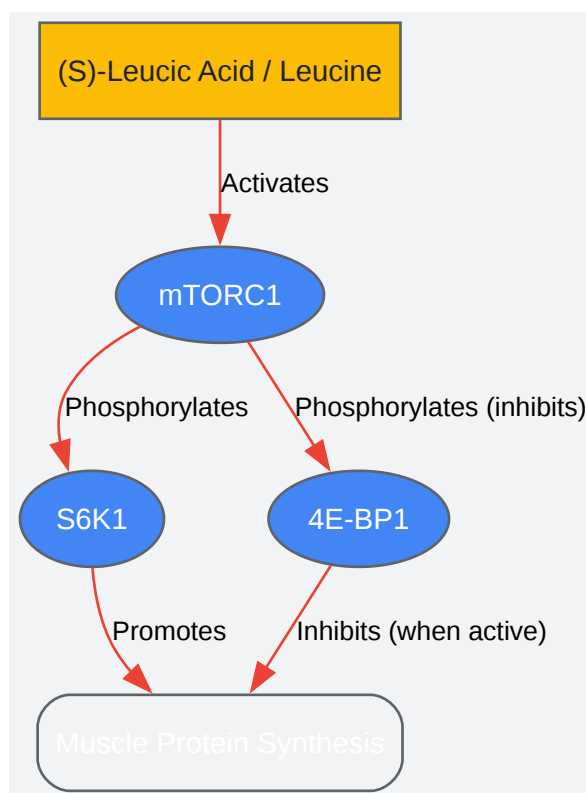 (S)-Leucic Acid / Leucine
Activates
mTORC1
Phosphorylates
Phosphorylates (inhibits)
S6K1
4E-BP1
Promotes
Inhibits (when active)
Muscle Protein Synthesis